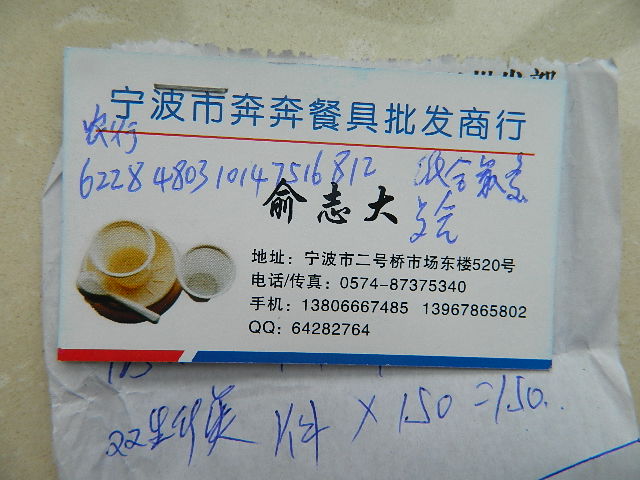 宁波市奔奔餐具批发商行
农行
6228 4803 1014 7516 812
俞志大
地址：宁波市二号桥市场东楼520号
电话/传真：0574-87375340
手机：13806667485 13967865802
QQ：64282764
1件 × 150 = 150.